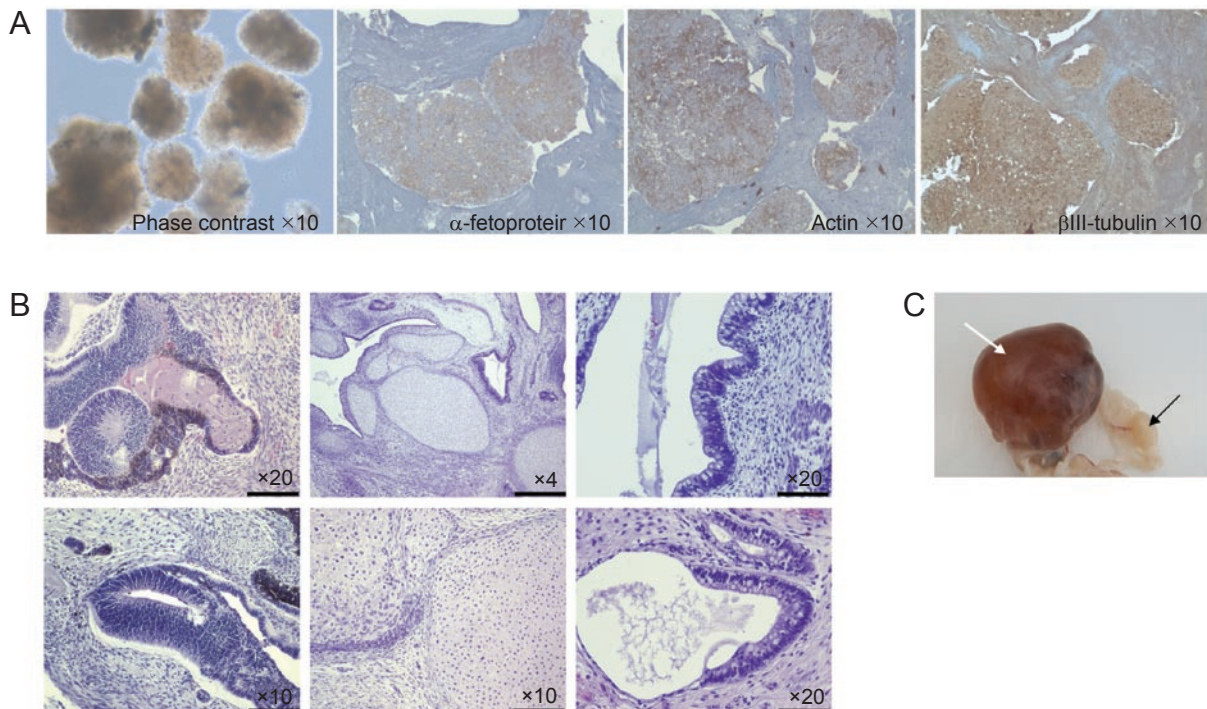 A
Phase contrast ×10
α-fetoproteir ×10
Actin ×10
βIII-tubulin ×10
B
×20
×4
×20
×10
×10
×20
C